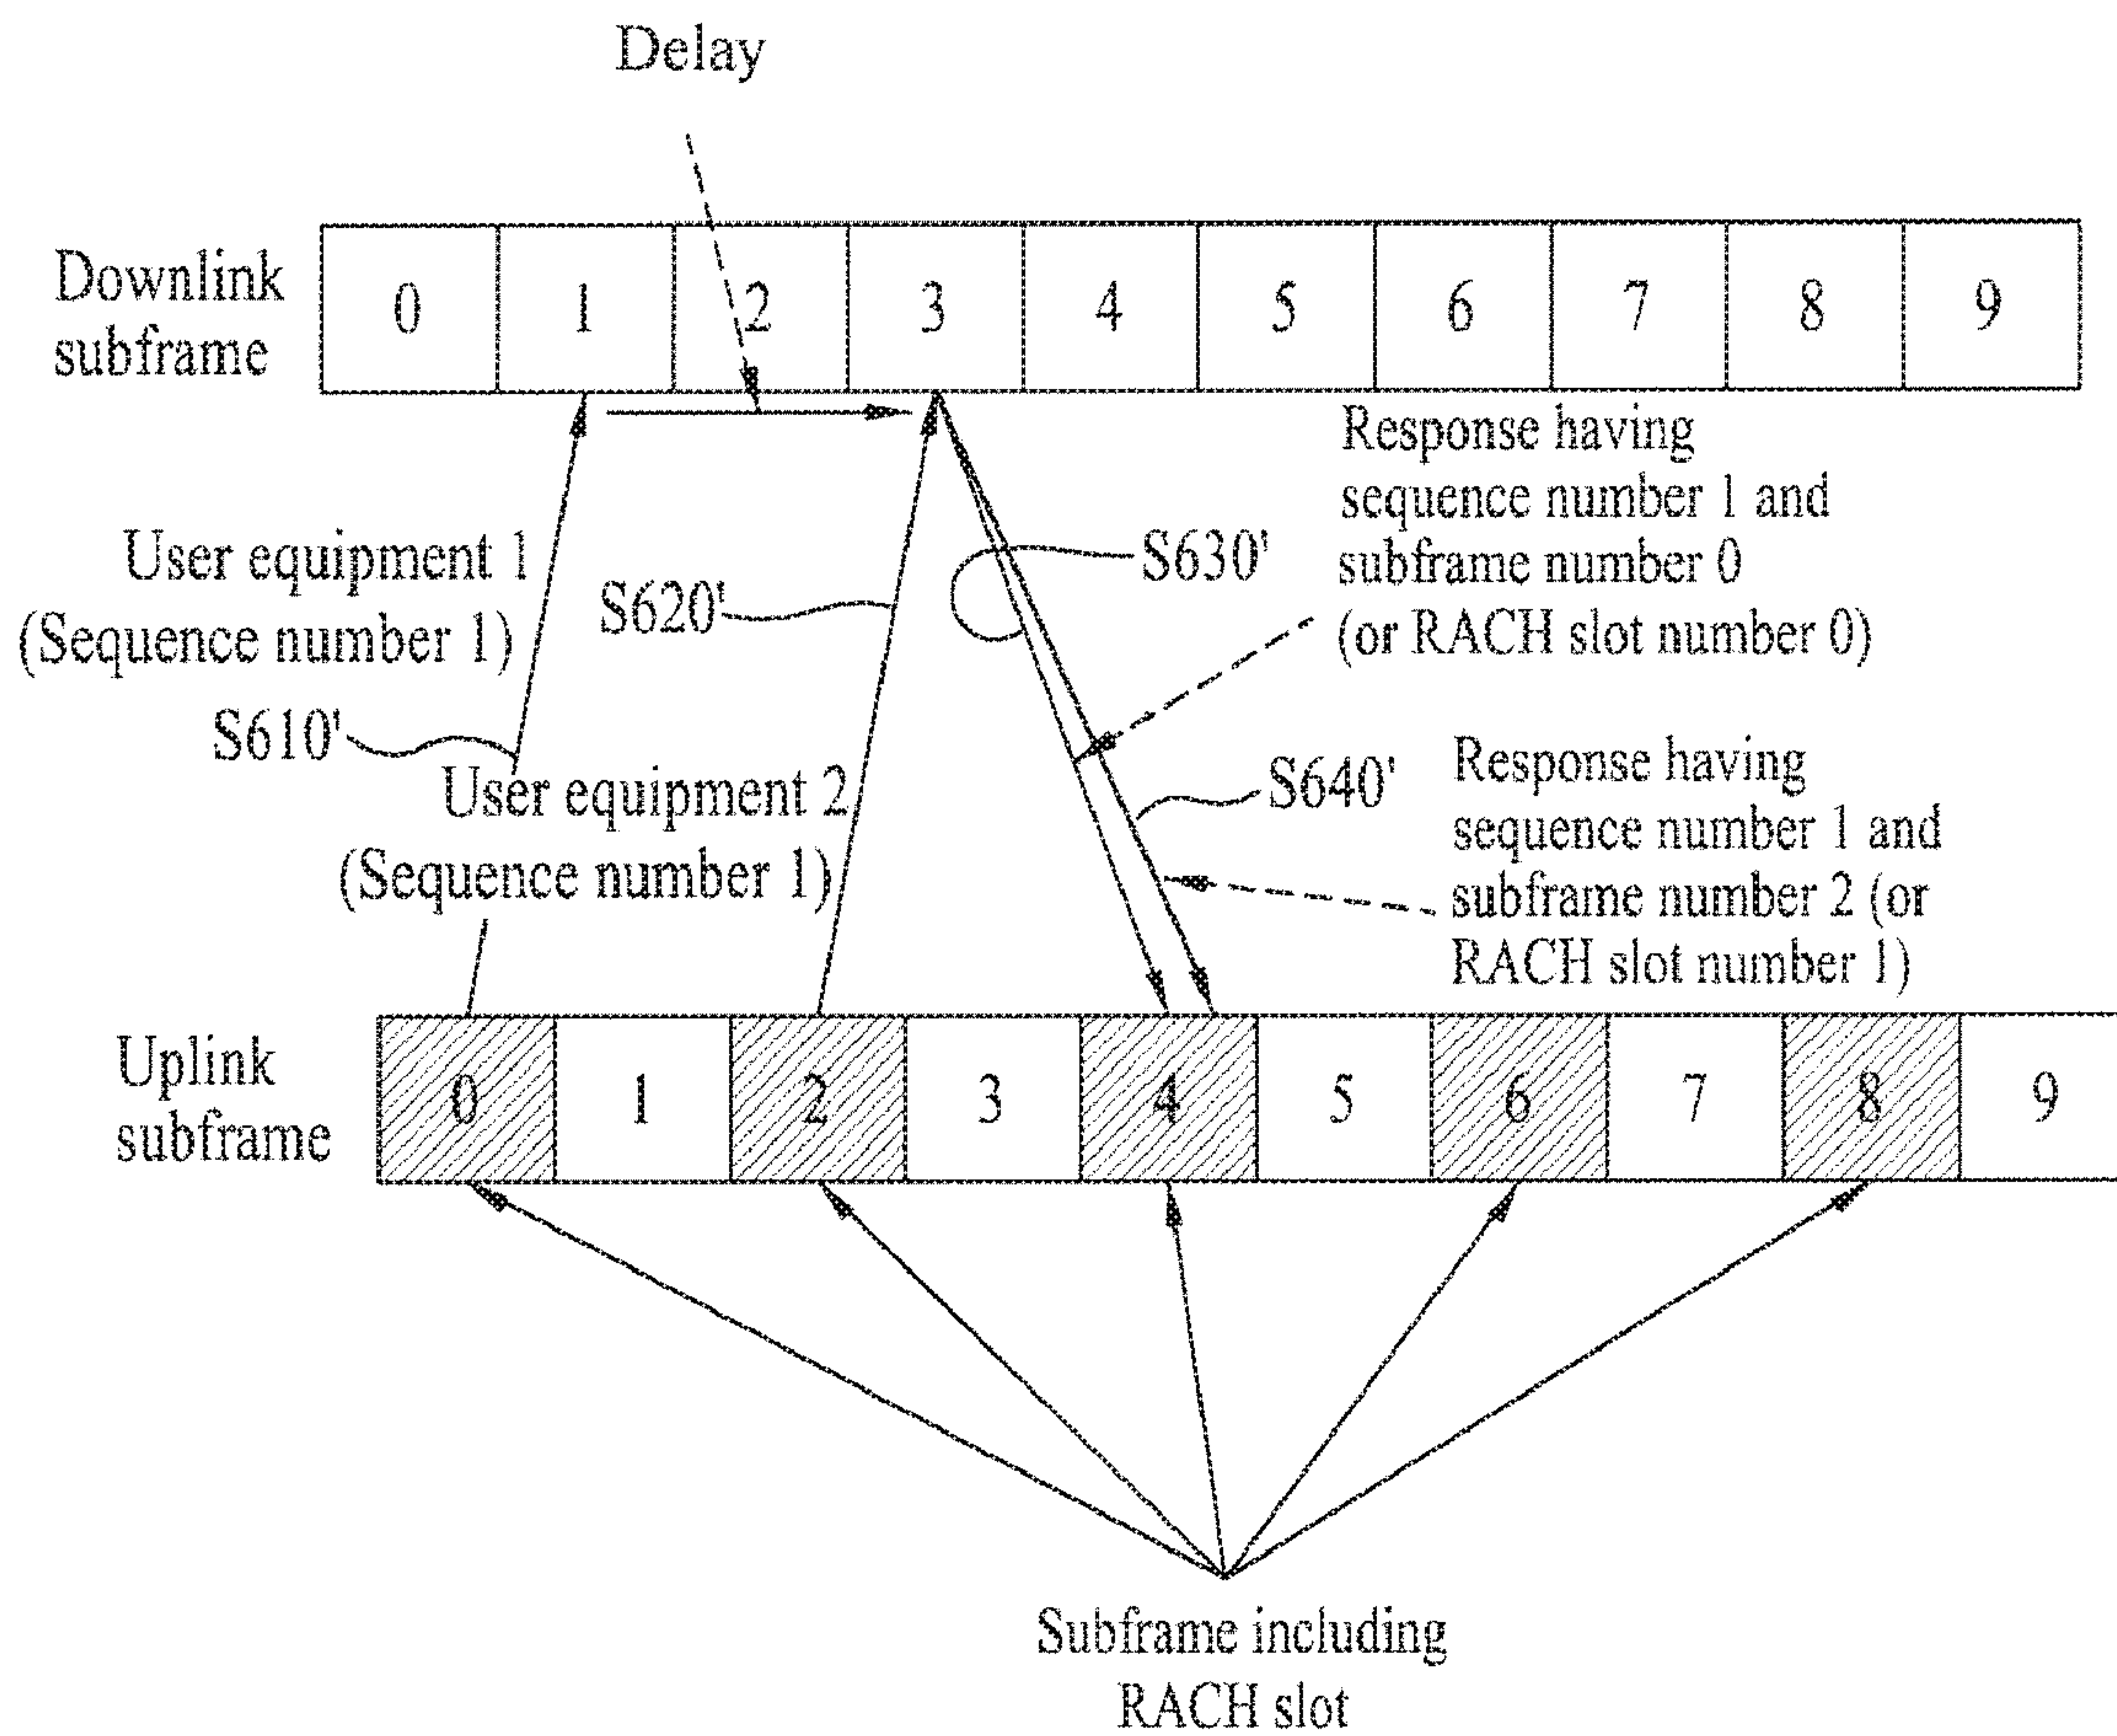 Delay
Downlink
subframe
0 1 2 3 4 5 6 7 8 9
Response having
sequence number 1 and
subframe number 0
(or RACH slot number 0)
User equipment 1
(Sequence number 1)
S610'
S620'
S630'
User equipment 2
(Sequence number 1)
S640'
Response having
sequence number 1 and
subframe number 2 (or
RACH slot number 1)
Uplink
subframe
0 1 2 3 4 5 6 7 8 9
Subframe including
RACH slot